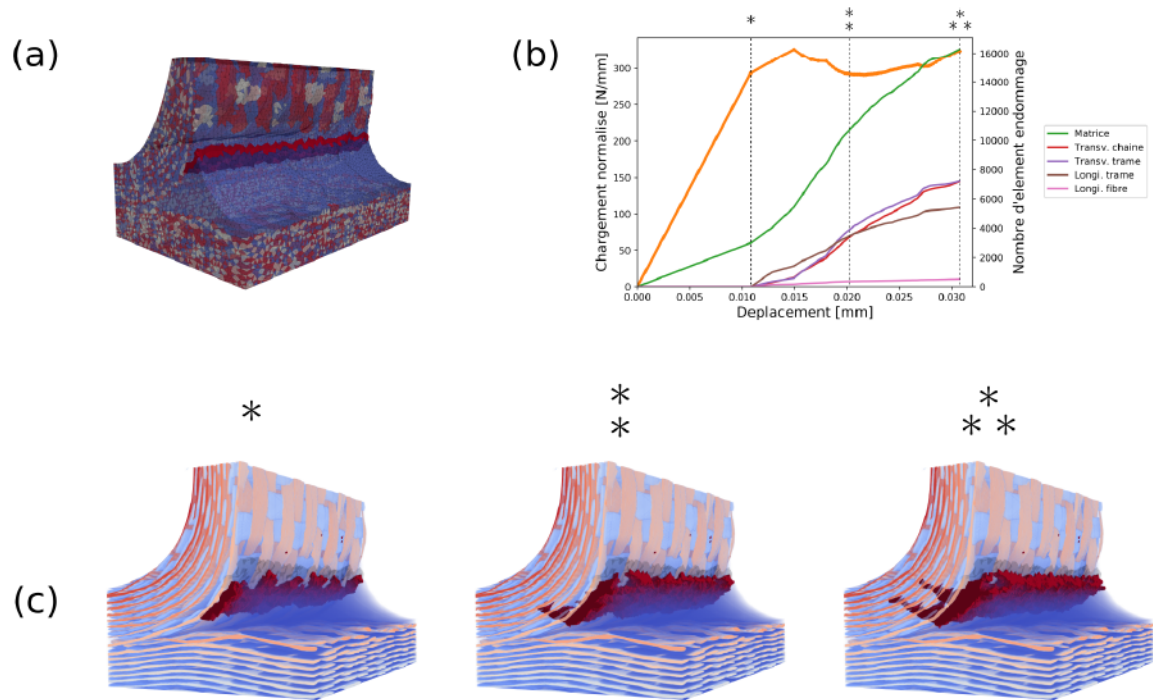 (a)
(b)
*
*
*
*
* *
Chargement normalise [N/mm]
300
250
200
150
100
50
0
0.000 0.005 0.010 0.015 0.020 0.025 0.030
Deplacement [mm]
16000
14000
12000
10000
8000
6000
4000
2000
0
Nombre d'element endommage
Matrice
Transv. chaine
Transv. trame
Longi. trame
Longi. fibre
*
*
*
*
* *
(c)